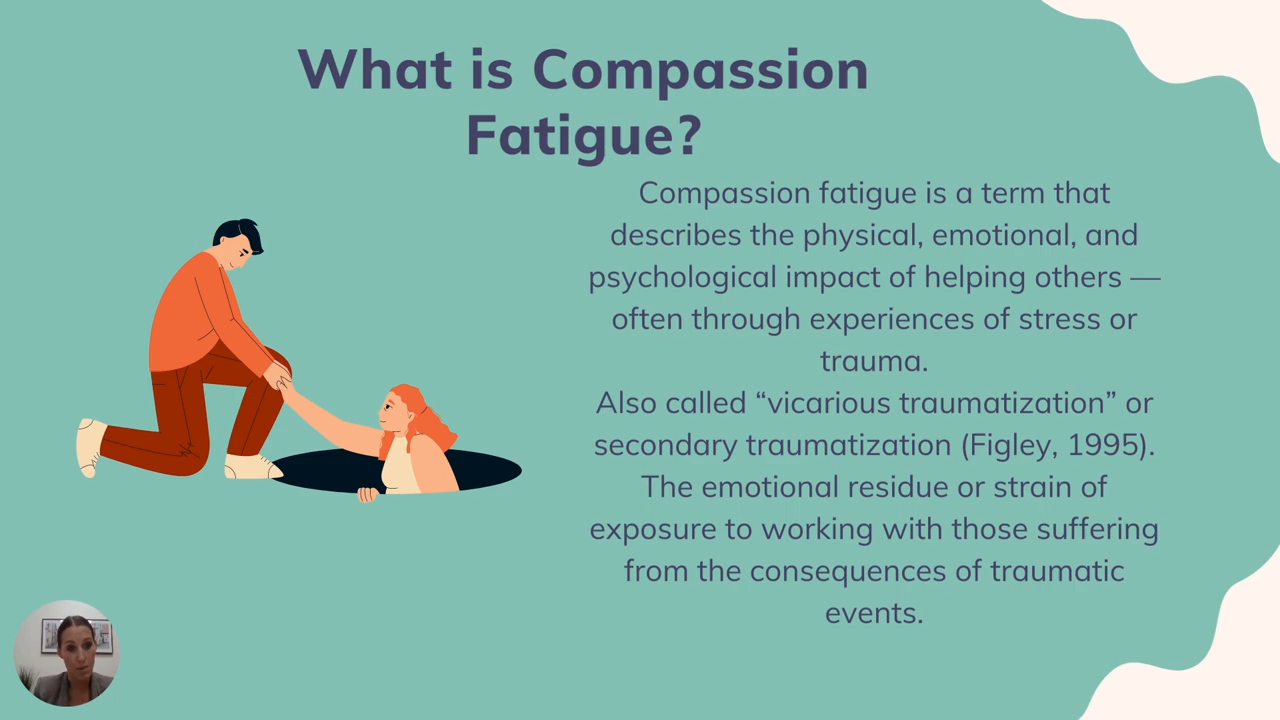 What is Compassion
Fatigue?
Compassion fatigue is a term that
describes the physical, emotional, and
psychological impact of helping others —
often through experiences of stress or
trauma.
Also called “vicarious traumatization” or
secondary traumatization (Figley, 1995).
The emotional residue or strain of
exposure to working with those suffering
from the consequences of traumatic
events.